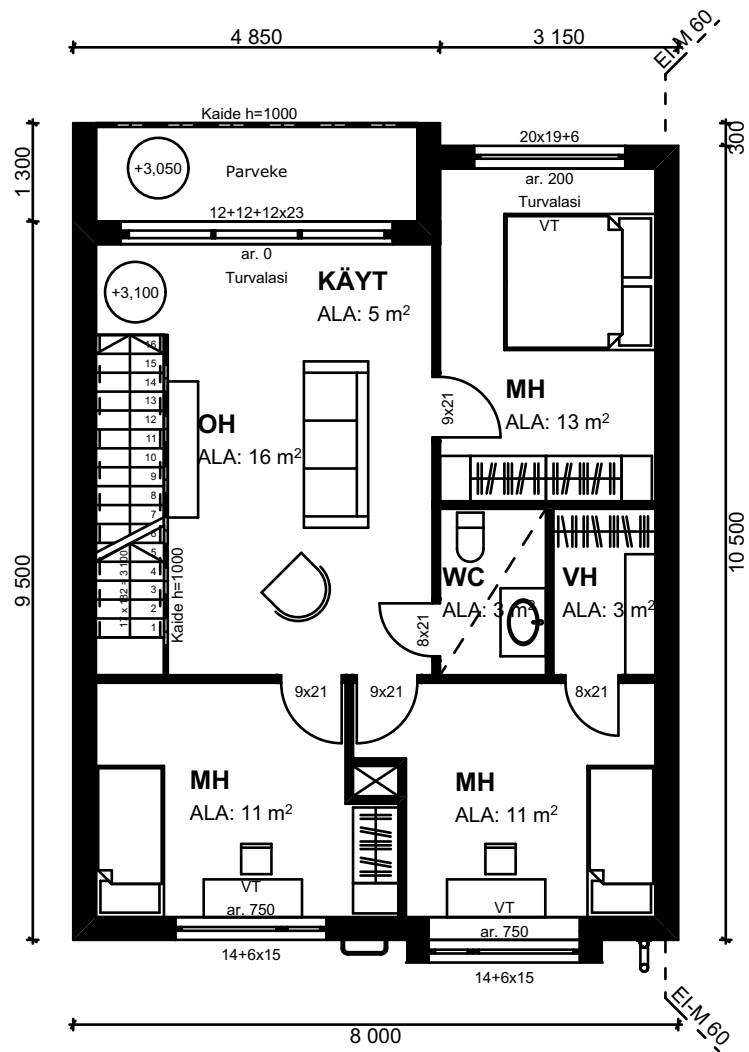 4 850
3 150
EI-M 60
Kaide h=1000
1 300
+3,050
Parveke
20x19+6
300
ar. 200
Turvalasi
VT
12+12+12x23
ar. 0
Turvalasi
+3,100
KÄYT
ALA: 5 m²
16
15
14
13
12
11
10
9
8
7
6
5
4
3
2
1
17 x 182 = 3 100
Kaide h=1000
OH
ALA: 16 m²
9x21
MH
ALA: 13 m²
9 500
10 500
WC
ALA: 3 m²
VH
ALA: 3 m²
8x21
9x21
9x21
8x21
MH
ALA: 11 m²
MH
ALA: 11 m²
VT
ar. 750
VT
ar. 750
14+6x15
14+6x15
EI-M 60
8 000